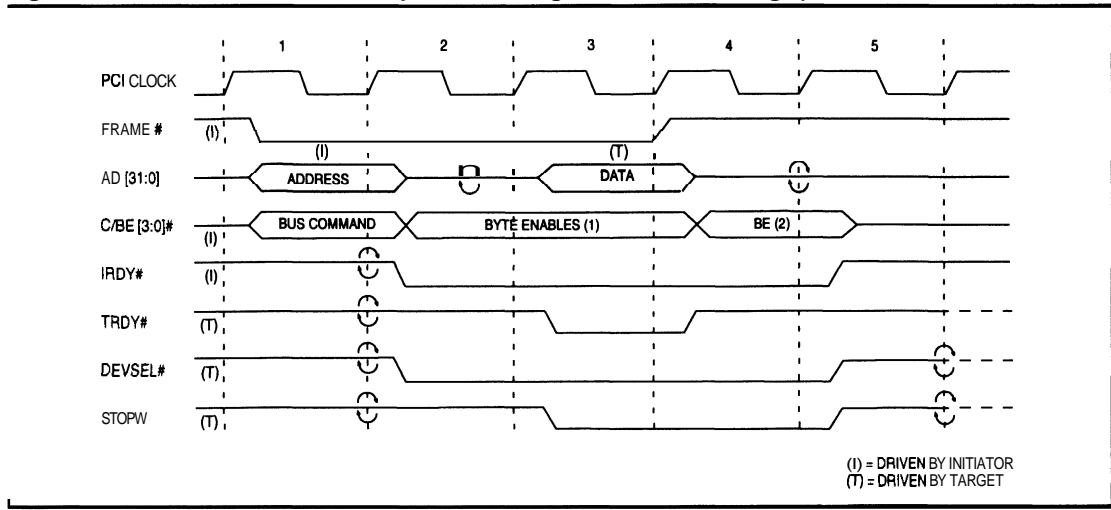 1 2 3 4 5
PCI CLOCK
FRAME # (I)
(I) (T)
AD [31:0] ADDRESS DATA
C/BE [3:0]# (I) BUS COMMAND BYTE ENABLES (1) BE (2)
IRDY# (I)
TRDY# (T)
DEVSEL# (T)
STOPW (T)
(I) = DRIVEN BY INITIATOR
(T) = DRIVEN BY TARGET